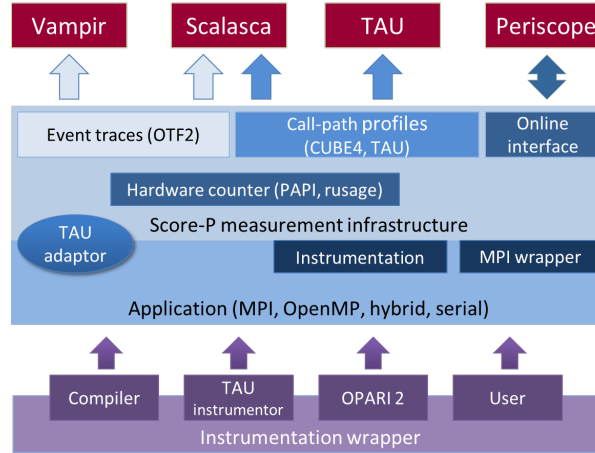 Vampir
Scalasca
TAU
Periscope
Event traces (OTF2)
Call-path profiles
(CUBE4, TAU)
Online
interface
Hardware counter (PAPI, rusage)
Score-P measurement infrastructure
TAU
adaptor
Instrumentation
MPI wrapper
Application (MPI, OpenMP, hybrid, serial)
Compiler
TAU
instrumentor
OPARI 2
User
Instrumentation wrapper